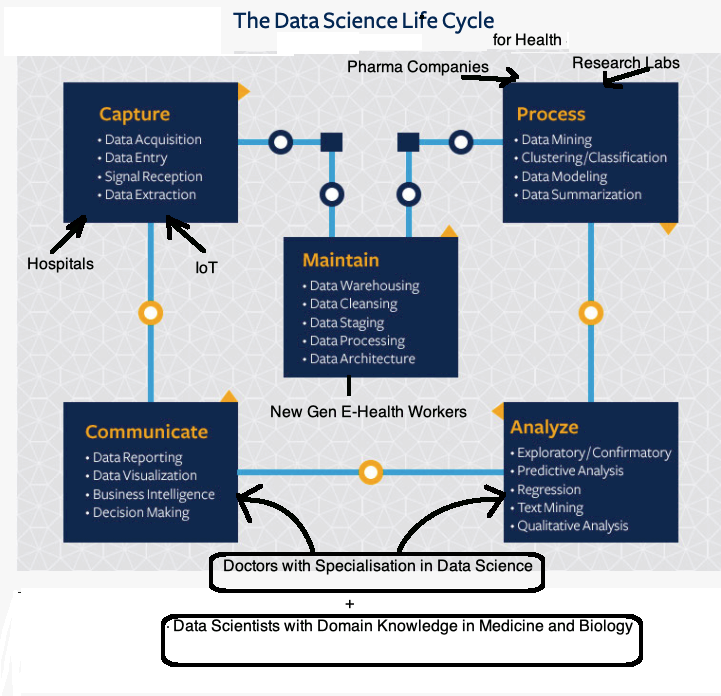 The Data Science Life Cycle
for Health
Pharma Companies
Research Labs
Capture
• Data Acquisition
• Data Entry
• Signal Reception
• Data Extraction
Process
• Data Mining
• Clustering/Classification
• Data Modeling
• Data Summarization
Hospitals
IoT
Maintain
• Data Warehousing
• Data Cleansing
• Data Staging
• Data Processing
• Data Architecture
New Gen E-Health Workers
Communicate
• Data Reporting
• Data Visualization
• Business Intelligence
• Decision Making
Analyze
• Exploratory/Confirmatory
• Predictive Analysis
• Regression
• Text Mining
• Qualitative Analysis
Doctors with Specialisation in Data Science
+
Data Scientists with Domain Knowledge in Medicine and Biology